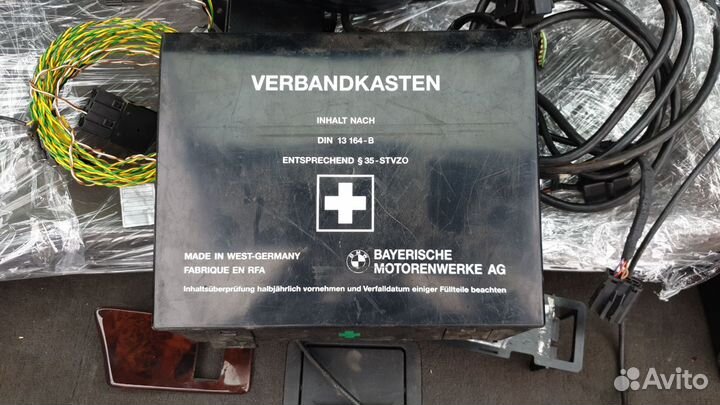 VERBANDKASTEN
INHALT NACH
DIN 13 164-B
ENTSPRECHEND § 35-STVZO
MADE IN WEST-GERMANY
FABRIQUE EN RFA
BAYERISCHE
MOTORENWERKE AG
Inhaltsüberprüfung halbjährlich vornehmen und Verfalldatum einiger Füllteile beachten
Avito